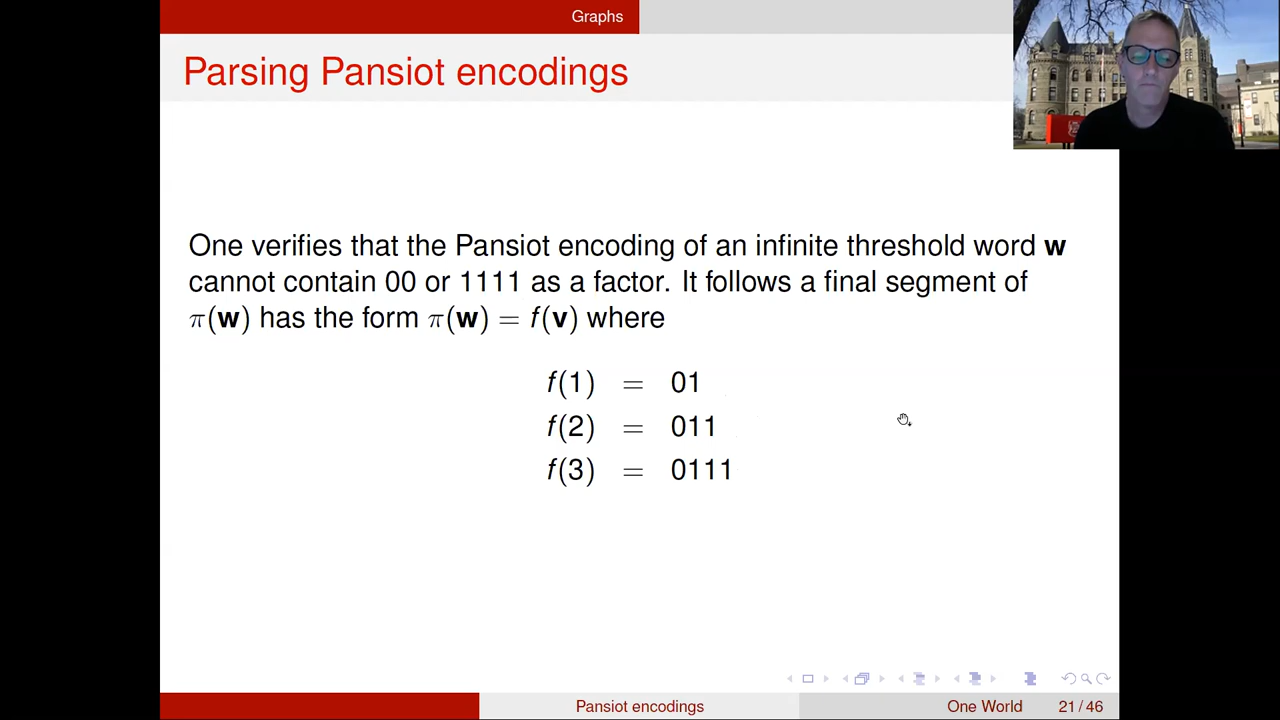 Graphs
Parsing Pansiot encodings
One verifies that the Pansiot encoding of an infinite threshold word w
cannot contain 00 or 1111 as a factor. It follows a final segment of
π(w) has the form π(w) = f(v) where
f(1) = 01
f(2) = 011
f(3) = 0111
Pansiot encodings
One World
21 / 46